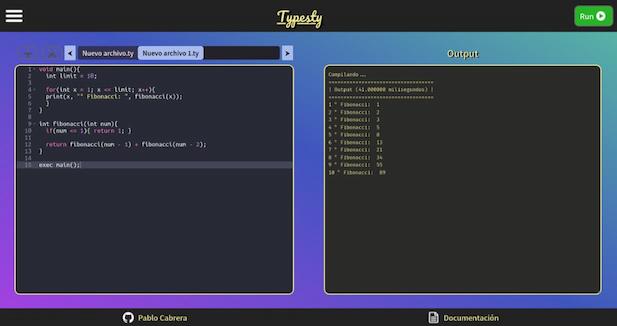 Typesty
Run
Nuevo archivo.ty
Nuevo archivo 1.ty
Output
1 void main(){
2 int limit = 10;
3
4 for(int x = 1; x <= limit; x++){
5 print(x, "° Fibonacci: ", fibonacci(x));
6 }
7 }
8
9 int fibonacci(int num){
10 if(num <= 1){ return 1; }
11
12 return fibonacci(num - 1) + fibonacci(num - 2);
13 }
14
15 exec main();
Compilando ...
===================================
| Output (41.000000 milisegundos) |
===================================
1 ° Fibonacci: 1
2 ° Fibonacci: 2
3 ° Fibonacci: 3
4 ° Fibonacci: 5
5 ° Fibonacci: 8
6 ° Fibonacci: 13
7 ° Fibonacci: 21
8 ° Fibonacci: 34
9 ° Fibonacci: 55
10 ° Fibonacci: 89
Pablo Cabrera
Documentación